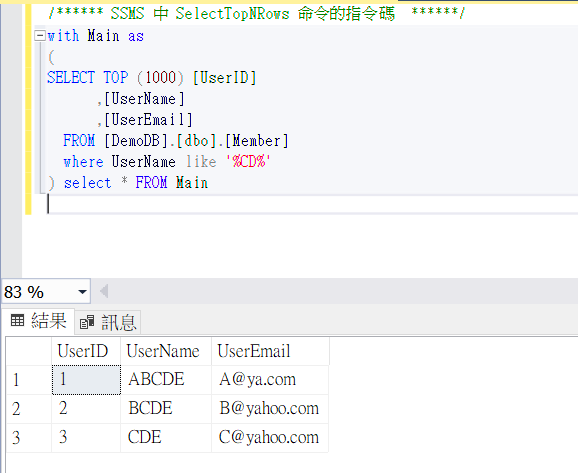 /****** SSMS 中 SelectTopNRows 命令的指令碼  ******/
with Main as
(
SELECT TOP (1000) [UserID]
,[UserName]
,[UserEmail]
FROM [DemoDB].[dbo].[Member]
where UserName like '%CD%'
) select * FROM Main
83 %
結果 訊息
UserID UserName UserEmail
1 1 ABCDE A@ya.com
2 2 BCDE B@yahoo.com
3 3 CDE C@yahoo.com